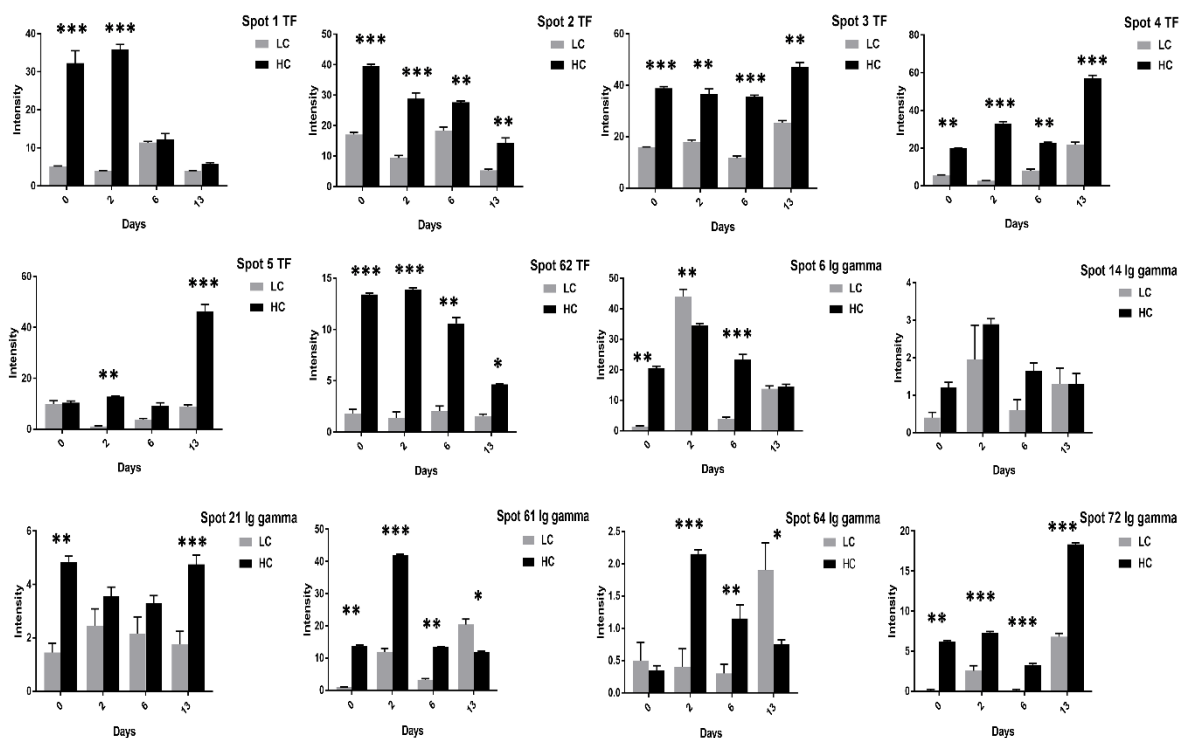 Spot 1 TF
LC
HC
*** ***
Intensity
40
30
20
10
0
0 2 6 13
Days
Spot 2 TF
LC
HC
*** *** ** **
Intensity
50
40
30
20
10
0
0 2 6 13
Days
Spot 3 TF
LC
HC
*** ** *** **
Intensity
60
40
20
0
0 2 6 13
Days
Spot 4 TF
LC
HC
** *** ** ***
Intensity
80
60
40
20
0
0 2 6 13
Days
Spot 5 TF
LC
HC
** ***
Intensity
60
40
20
0
0 2 6 13
Days
Spot 62 TF
LC
HC
*** *** ** *
Intensity
15
10
5
0
0 2 6 13
Days
Spot 6 Ig gamma
LC
HC
** ** ***
Intensity
50
40
30
20
10
0
0 2 6 13
Days
Spot 14 Ig gamma
LC
HC
Intensity
4
3
2
1
0
0 2 6 13
Days
Spot 21 Ig gamma
LC
HC
** ***
Intensity
6
4
2
0
0 2 6 13
Days
Spot 61 Ig gamma
LC
HC
** *** ** *
Intensity
50
40
30
20
10
0
0 2 6 13
Days
Spot 64 Ig gamma
LC
HC
*** ** *
Intensity
2.5
2.0
1.5
1.0
0.5
0.0
0 2 6 13
Days
Spot 72 Ig gamma
LC
HC
** *** *** ***
Intensity
20
15
10
5
0
0 2 6 13
Days